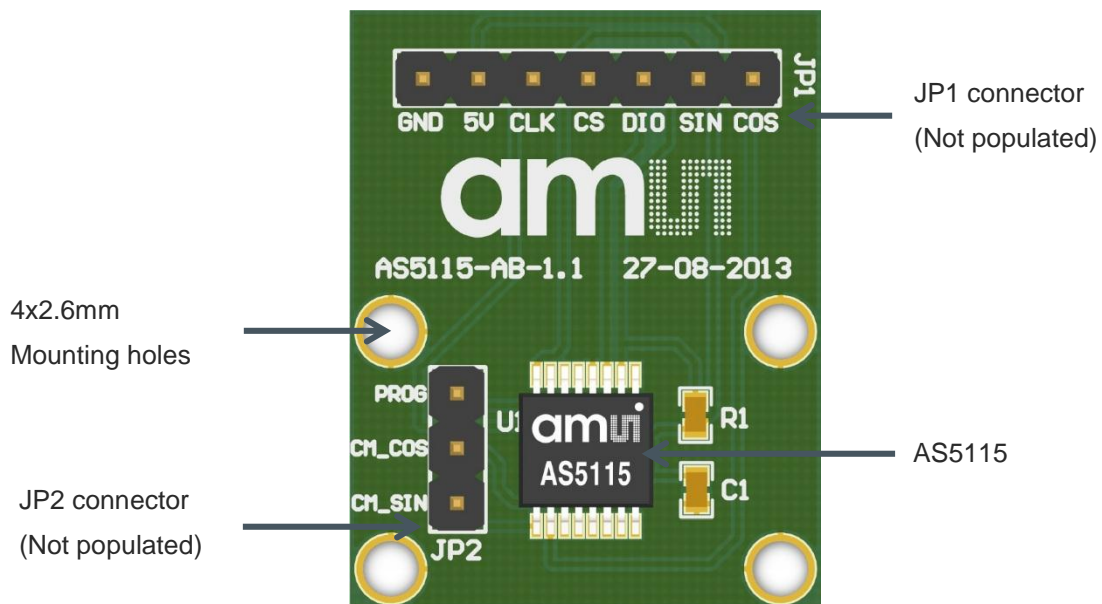 JP1
GND 5V CLK CS DIO SIN COS
JP1 connector
(Not populated)
am
AS5115-AB-1.1 27-08-2013
4x2.6mm
Mounting holes
PROG
CM_COS
CM_SIN
JP2
U1
am
AS5115
R1
C1
AS5115
JP2 connector
(Not populated)